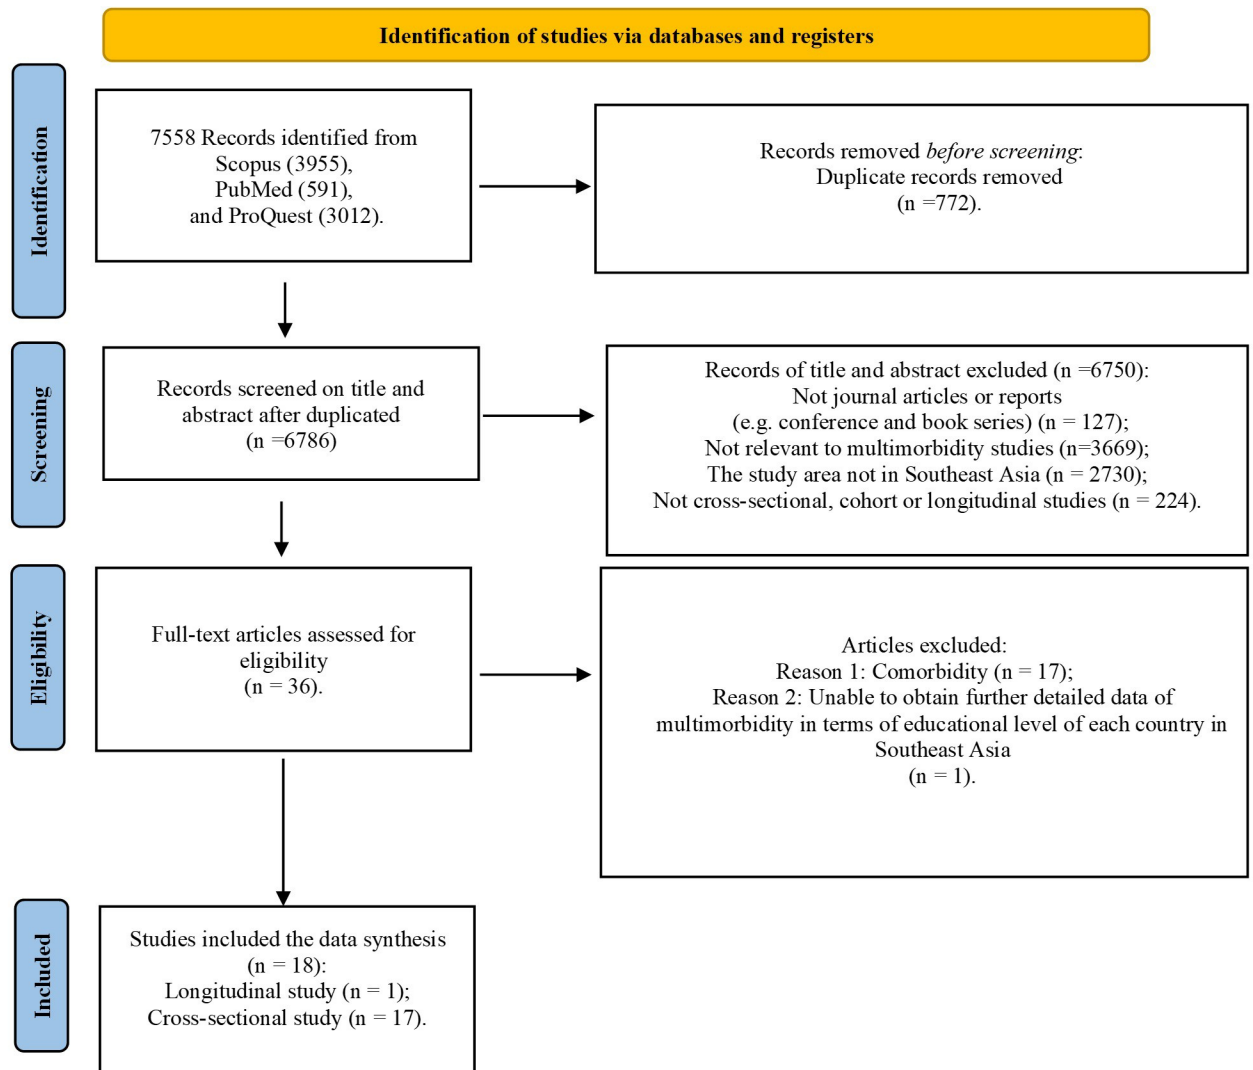 Identification of studies via databases and registers
Identification
7558 Records identified from
Scopus (3955),
PubMed (591),
and ProQuest (3012).
Records removed before screening:
Duplicate records removed
(n =772).
Screening
Records screened on title and
abstract after duplicated
(n =6786)
Records of title and abstract excluded (n =6750):
Not journal articles or reports
(e.g. conference and book series) (n = 127);
Not relevant to multimorbidity studies (n=3669);
The study area not in Southeast Asia (n = 2730);
Not cross-sectional, cohort or longitudinal studies (n = 224).
Eligibility
Full-text articles assessed for
eligibility
(n = 36).
Articles excluded:
Reason 1: Comorbidity (n = 17);
Reason 2: Unable to obtain further detailed data of
multimorbidity in terms of educational level of each country in
Southeast Asia
(n = 1).
Included
Studies included the data synthesis
(n = 18):
Longitudinal study (n = 1);
Cross-sectional study (n = 17).